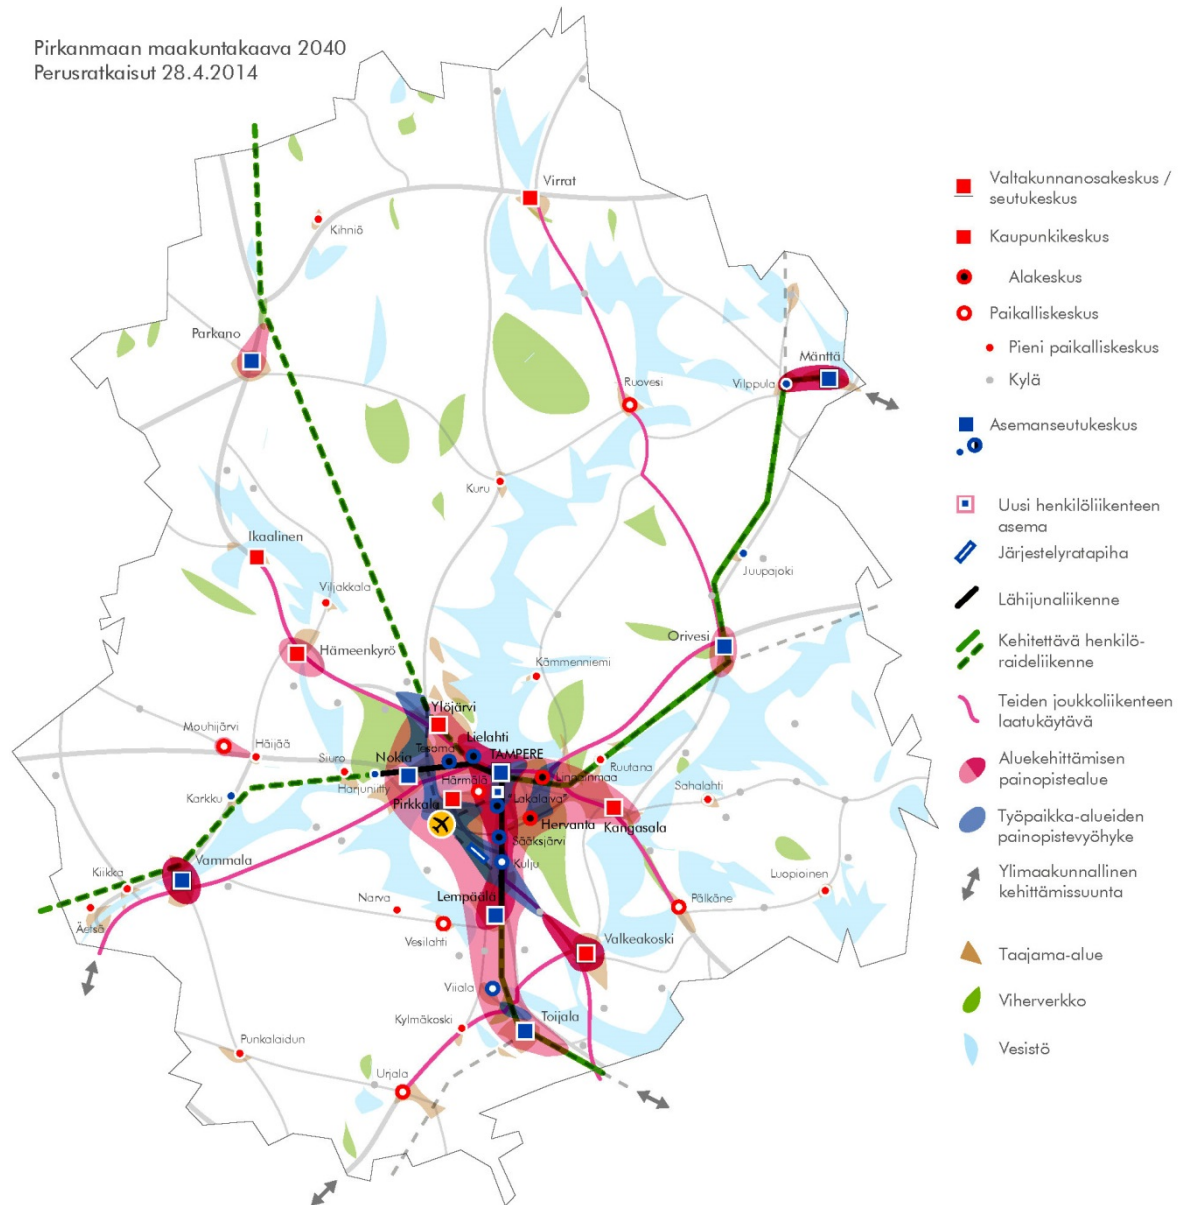 Pirkanmaan maakuntakaava 2040
Perusratkaisut 28.4.2014
Virrat
Kihniö
Parkano
Mänttä
Vilppula
Ruovesi
Kuru
Ikaalinen
Viljakkala
Juupajoki
Hämeenkyrö
Orivesi
Kämmenniemi
Ylöjärvi
Mouhijärvi
Häijää
Siuro
Lielahti
Tesoma
TAMPERE
Nokia
Ruutana
Harjuniitty
Härmälä
Linnainmaa
Sahalahti
Karkku
Pirkkala
"Lakalaiva"
Hervanta
Kangasala
Sääksjärvi
Kulju
Vammala
Kiikka
Luopioinen
Narva
Lempäälä
Pälkäne
Äetsä
Vesilahti
Valkeakoski
Viiala
Toijala
Kylmäkoski
Punkalaidun
Urjala
Valtakunnanosakeskus /
seutukeskus
Kaupunkikeskus
Alakeskus
Paikalliskeskus
Pieni paikalliskeskus
Kylä
Asemanseutukeskus
Uusi henkilöliikenteen
asema
Järjestelyratapiha
Lähijunaliikenne
Kehitettävä henkilö-
raideliikenne
Teiden joukkoliikenteen
laatukäytävä
Aluekehittämisen
painopistealue
Työpaikka-alueiden
painopistevyöhyke
Ylimaakunnallinen
kehittämissuunta
Taajama-alue
Viherverkko
Vesistö